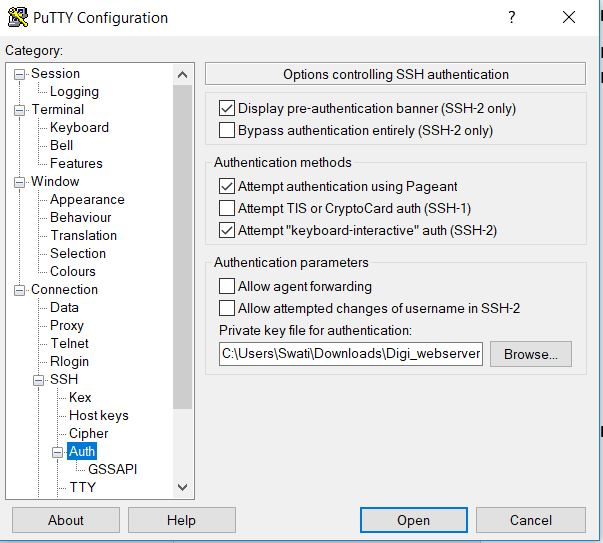 PuTTY Configuration
?
Category:
Session
Logging
Terminal
Keyboard
Bell
Features
Window
Appearance
Behaviour
Translation
Selection
Colours
Connection
Data
Proxy
Telnet
Rlogin
SSH
Kex
Host keys
Cipher
Auth
GSSAPI
TTY
Options controlling SSH authentication
Display pre-authentication banner (SSH-2 only)
Bypass authentication entirely (SSH-2 only)
Authentication methods
Attempt authentication using Pageant
Attempt TIS or CryptoCard auth (SSH-1)
Attempt "keyboard-interactive" auth (SSH-2)
Authentication parameters
Allow agent forwarding
Allow attempted changes of username in SSH-2
Private key file for authentication:
C:\Users\Swati\Downloads\Digi_webserver
Browse...
About
Help
Open
Cancel